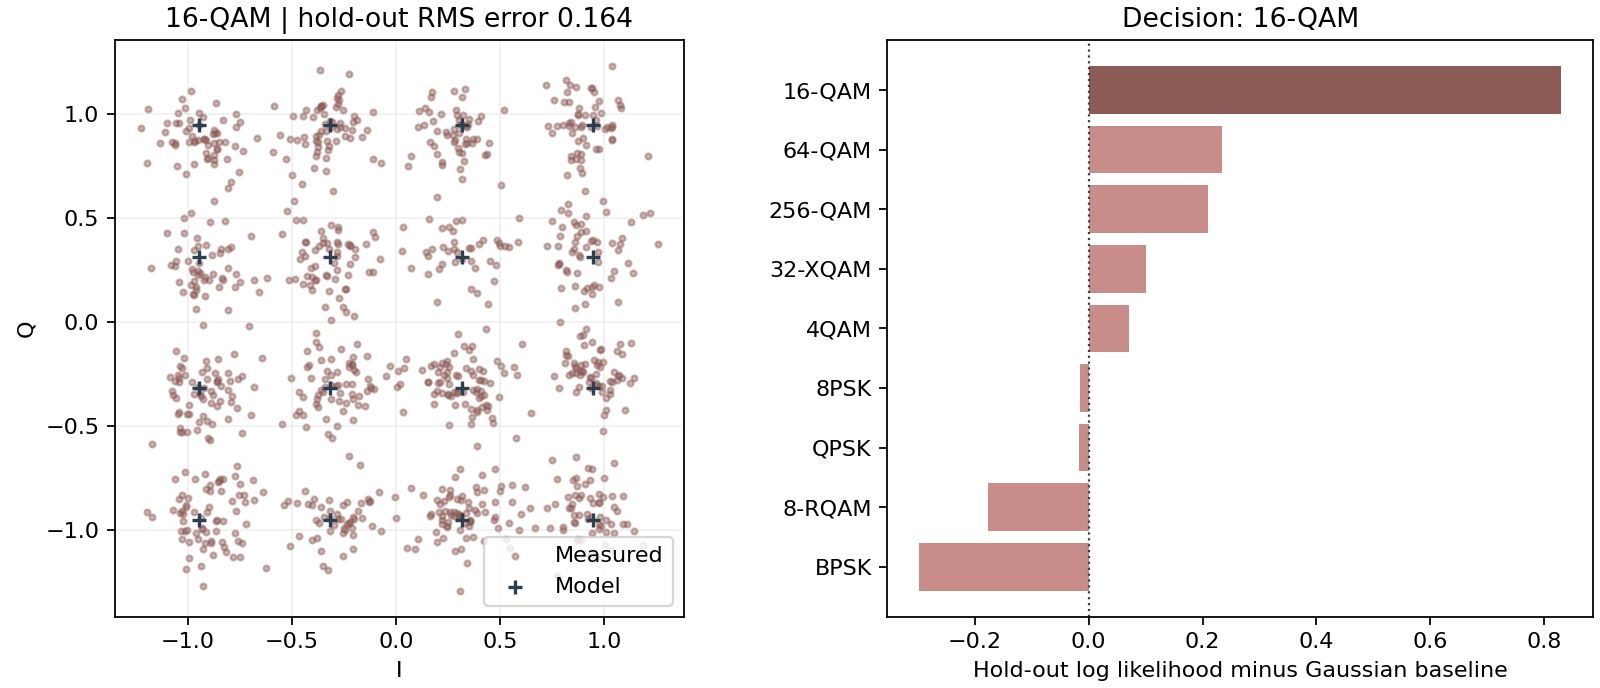 16-QAM | hold-out RMS error 0.164
1.0
0.5
0.0
−0.5
−1.0
Q
Measured
Model
−1.0
−0.5
0.0
0.5
1.0
I
Decision: 16-QAM
16-QAM
64-QAM
256-QAM
32-XQAM
4QAM
8PSK
QPSK
8-RQAM
BPSK
−0.2
0.0
0.2
0.4
0.6
0.8
Hold-out log likelihood minus Gaussian baseline